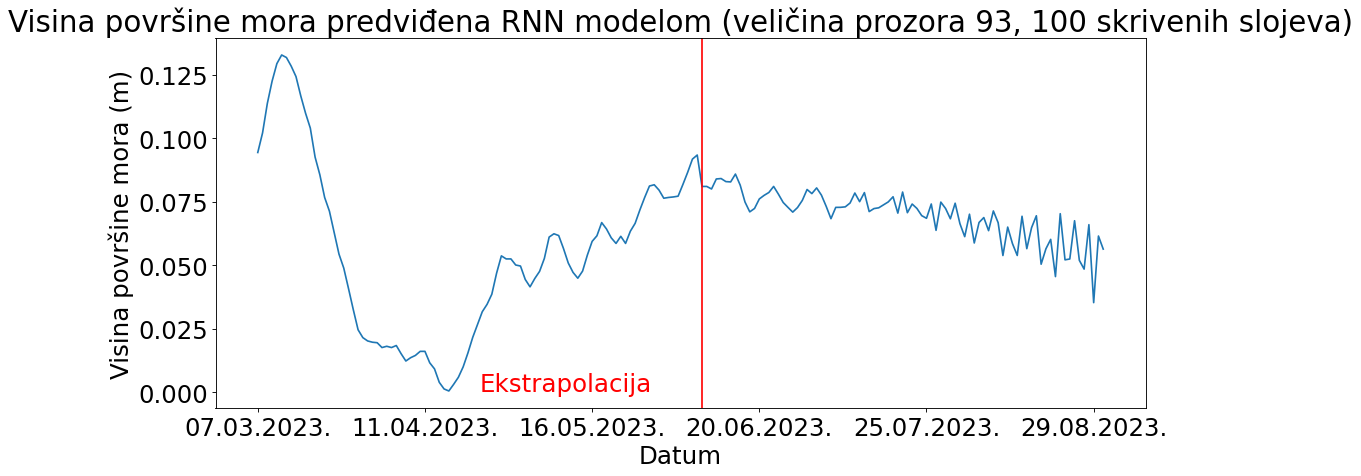 Visina površine mora predviđena RNN modelom (veličina prozora 93, 100 skrivenih slojeva)
Visina površine mora (m)
0.125
0.100
0.075
0.050
0.025
0.000
Ekstrapolacija
07.03.2023. 11.04.2023. 16.05.2023. 20.06.2023. 25.07.2023. 29.08.2023.
Datum